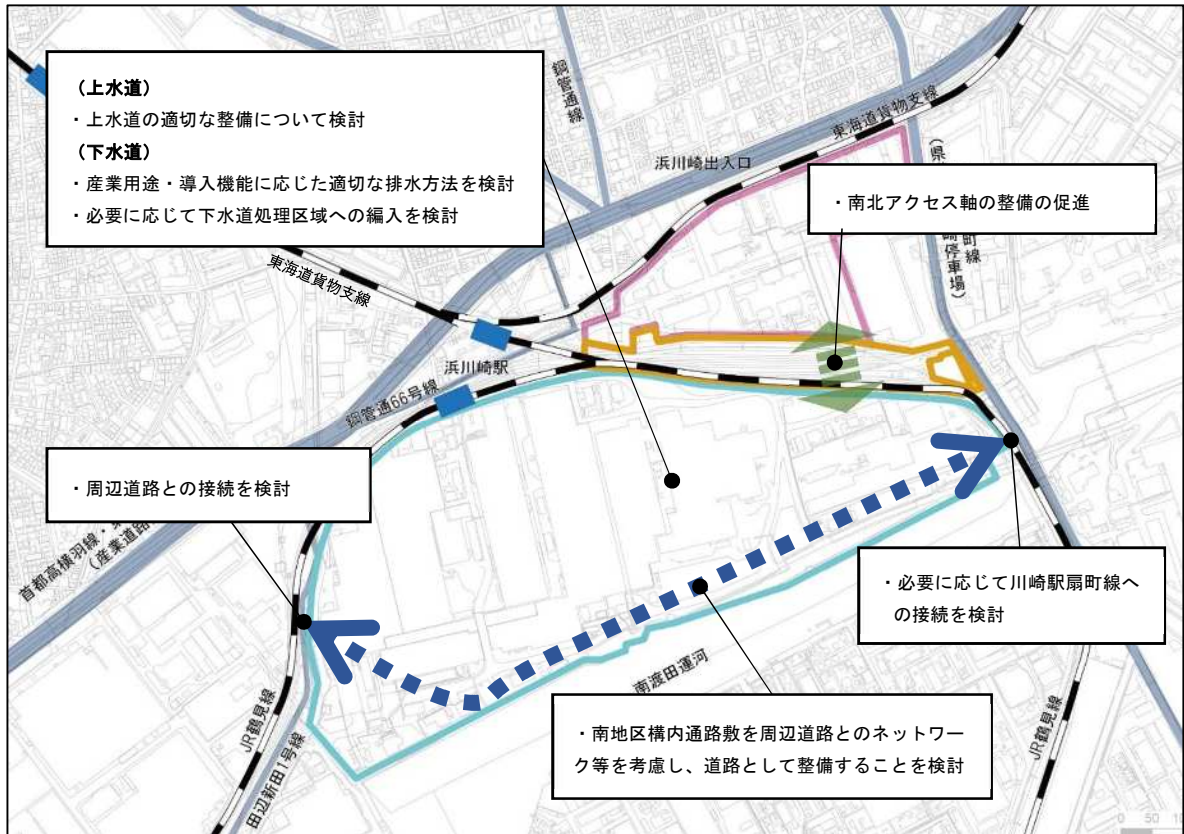 （上水道）
・上水道の適切な整備について検討
（下水道）
・産業用途・導入機能に応じた適切な排水方法を検討
・必要に応じて下水道処理区域への編入を検討
鋼管通線
東海道貨物支線
浜川崎出入口
（県
・南北アクセス軸の整備の促進
町線
停車場）
東海道貨物支線
浜川崎駅
鋼管通66号線
・周辺道路との接続を検討
首都高横羽線・
（産業道路
・必要に応じて川崎駅扇町線へ
の接続を検討
南渡田運河
・南地区構内通路敷を周辺道路とのネットワー
ク等を考慮し、道路として整備することを検討
JR鶴見線
田辺新田1号線
JR鶴見線
0 50 10